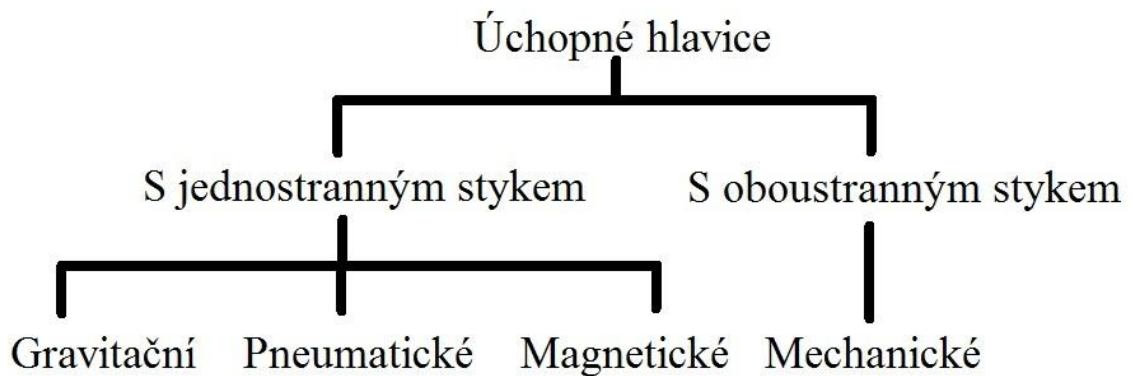 Úchopné hlavice
S jednostranným stykem S oboustranným stykem
Gravitační Pneumatické Magnetické Mechanické